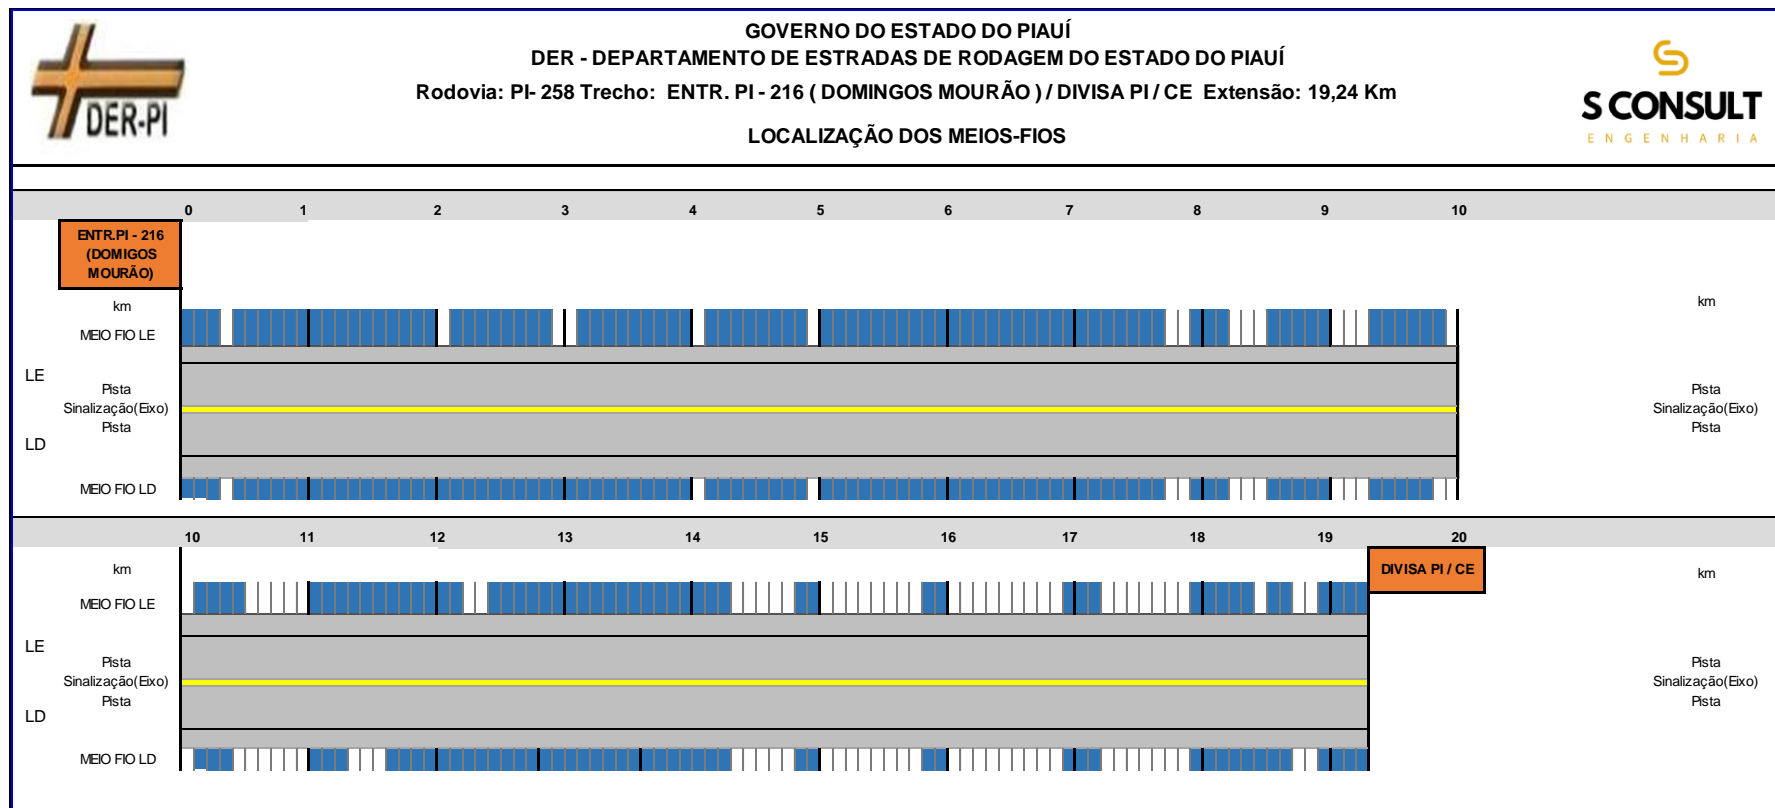 GOVERNO DO ESTADO DO PIAUÍ
DER - DEPARTAMENTO DE ESTRADAS DE RODAGEM DO ESTADO DO PIAUÍ
Rodovia: PI- 258 Trecho: ENTR. PI - 216 ( DOMINGOS MOURÃO ) / DIVISA PI / CE Extensão: 19,24 Km
LOCALIZAÇÃO DOS MEIOS-FIOS
DER-PI
S CONSULT
ENGENHARIA
0 1 2 3 4 5 6 7 8 9 10
ENTR.PI - 216
(DOMIGOS
MOURÃO)
km km
MEIO FIO LE
LE
Pista Pista
Sinalização(Eixo) Sinalização(Eixo)
Pista Pista
LD
MEIO FIO LD
10 11 12 13 14 15 16 17 18 19 20
DIVISA PI / CE
km km
MEIO FIO LE
LE
Pista Pista
Sinalização(Eixo) Sinalização(Eixo)
Pista Pista
LD
MEIO FIO LD